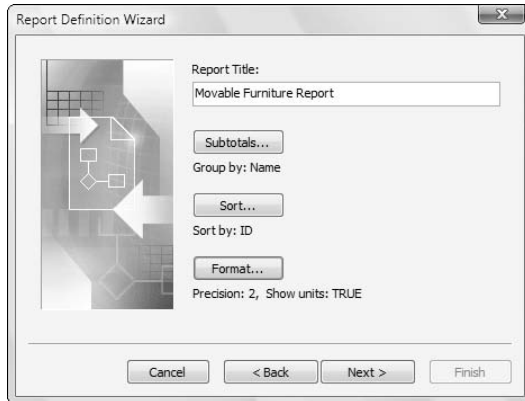 Report Definition Wizard
Report Title:
Movable Furniture Report
Subtotals...
Group by: Name
Sort...
Sort by: ID
Format...
Precision: 2, Show units: TRUE
Cancel
< Back
Next >
Finish